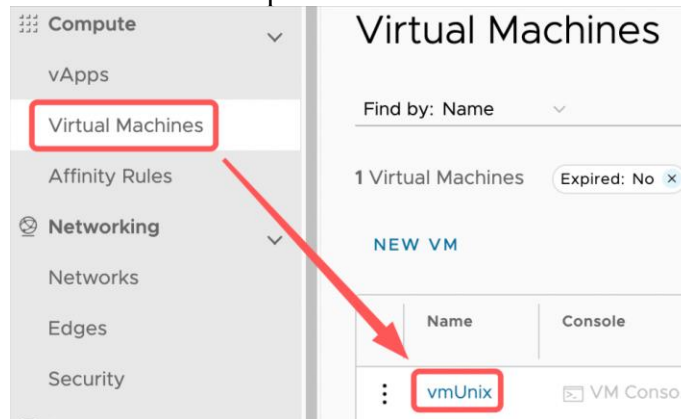 Compute
vApps
Virtual Machines
Affinity Rules
Networking
Networks
Edges
Security
Virtual Machines
Find by: Name
1 Virtual Machines Expired: No ×
NEW VM
Name Console
vmUnix VM Conso